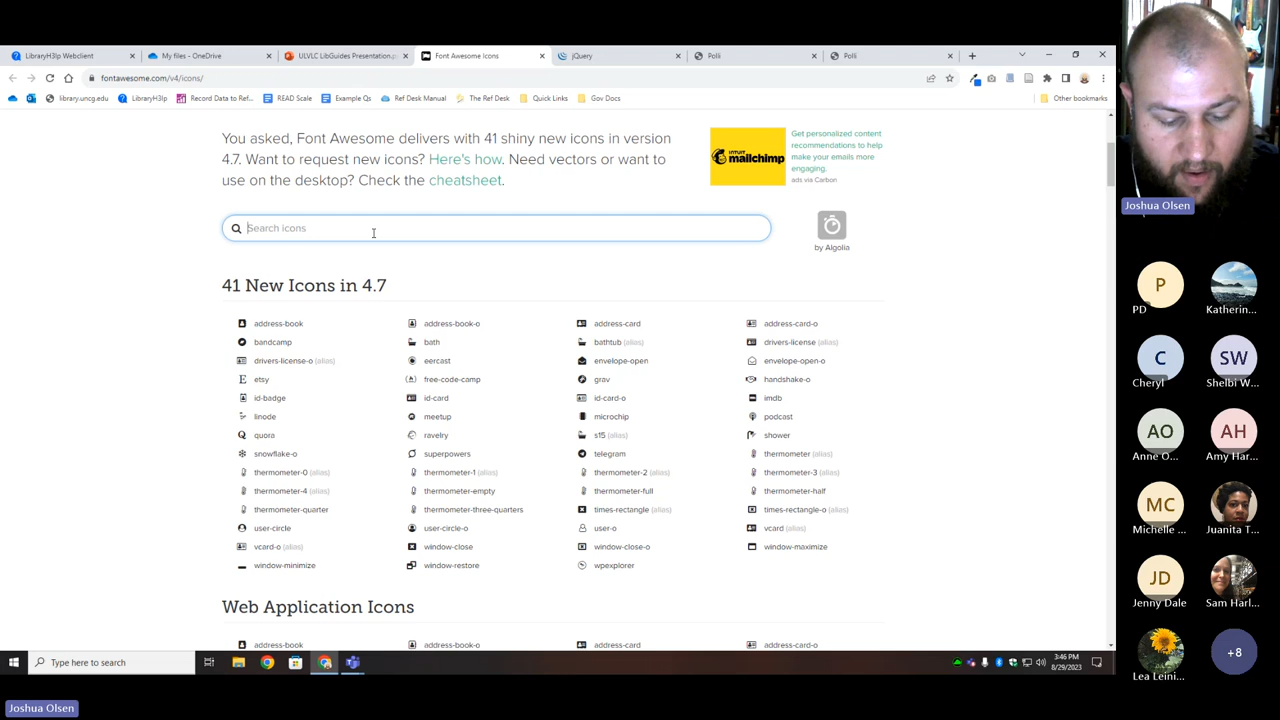 LibraryH3lp Webclient
My files - OneDrive
ULVLC LibGuides Presentation.p
Font Awesome Icons
jQuery
Polli
Polli
fontawesome.com/v4/icons/
library.uncg.edu
LibraryH3lp
Record Data to Ref...
READ Scale
Example Qs
Ref Desk Manual
The Ref Desk
Quick Links
Gov Docs
Other bookmarks
You asked, Font Awesome delivers with 41 shiny new icons in version
4.7. Want to request new icons? Here's how. Need vectors or want to
use on the desktop? Check the cheatsheet.
INTUIT
mailchimp
Get personalized content
recommendations to help
make your emails more
engaging.
ads via Carbon
Search icons
by Algolia
41 New Icons in 4.7
address-book
address-book-o
address-card
address-card-o
bandcamp
bath
bathtub (alias)
drivers-license (alias)
drivers-license-o (alias)
eercast
envelope-open
envelope-open-o
etsy
free-code-camp
grav
handshake-o
id-badge
id-card
id-card-o
imdb
linode
meetup
microchip
podcast
quora
ravelry
s15 (alias)
shower
snowflake-o
superpowers
telegram
thermometer (alias)
thermometer-0 (alias)
thermometer-1 (alias)
thermometer-2 (alias)
thermometer-3 (alias)
thermometer-4 (alias)
thermometer-empty
thermometer-full
thermometer-half
thermometer-quarter
thermometer-three-quarters
times-rectangle (alias)
times-rectangle-o (alias)
user-circle
user-circle-o
user-o
vcard (alias)
vcard-o (alias)
window-close
window-close-o
window-maximize
window-minimize
window-restore
wpexplorer
Web Application Icons
address-book
address-book-o
address-card
address-card-o
Type here to search
3:46 PM
8/29/2023
Joshua Olsen
P
PD
Katherin...
C
Cheryl
SW
Shelbi W...
AO
Anne O...
AH
Amy Har...
MC
Michelle ...
Juanita T...
JD
Jenny Dale
Sam Harl...
Lea Leini...
+8
Joshua Olsen